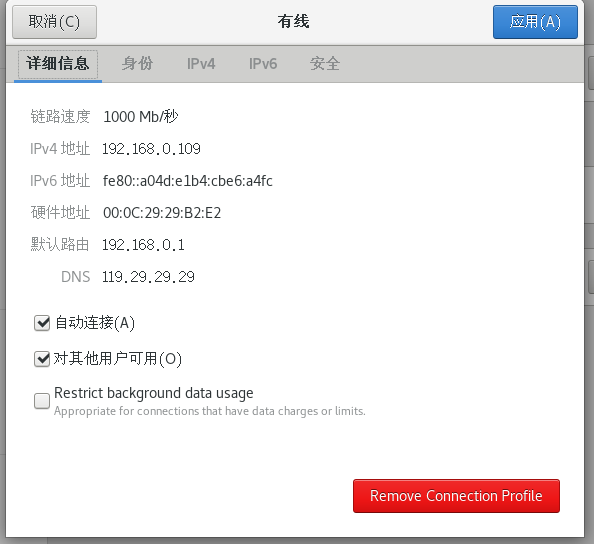 取消(C) 有线 应用(A)
详细信息 身份 IPv4 IPv6 安全
链路速度 1000 Mb/秒
IPv4 地址 192.168.0.109
IPv6 地址 fe80::a04d:e1b4:cbe6:a4fc
硬件地址 00:0C:29:29:B2:E2
默认路由 192.168.0.1
DNS 119.29.29.29
自动连接(A)
对其他用户可用(O)
Restrict background data usage
Appropriate for connections that have data charges or limits.
Remove Connection Profile